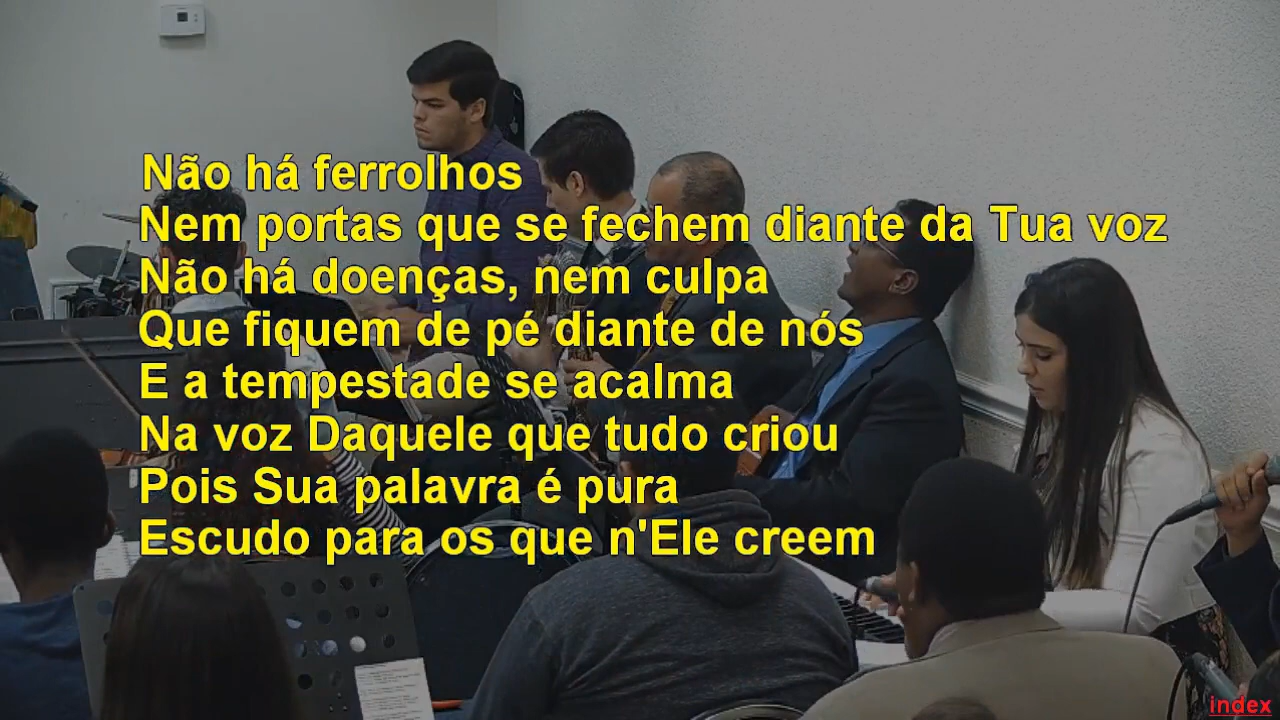 Não há ferrolhos
Nem portas que se fechem diante da Tua voz
Não há doenças, nem culpa
Que fiquem de pé diante de nós
E a tempestade se acalma
Na voz Daquele que tudo criou
Pois Sua palavra é pura
Escudo para os que n'Ele creem
index